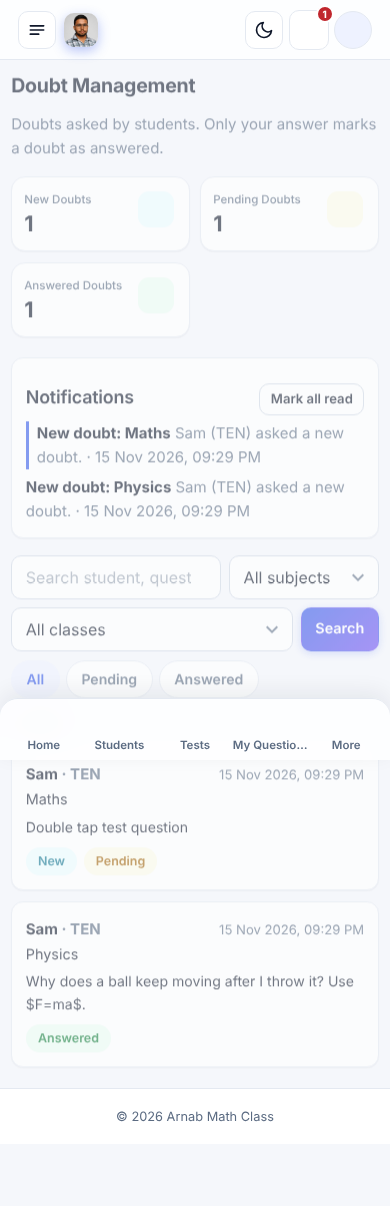 1
Doubt Management
Doubts asked by students. Only your answer marks
a doubt as answered.
New Doubts
1
Pending Doubts
1
Answered Doubts
1
Notifications
Mark all read
New doubt: Maths Sam (TEN) asked a new
doubt. · 15 Nov 2026, 09:29 PM
New doubt: Physics Sam (TEN) asked a new
doubt. · 15 Nov 2026, 09:29 PM
Search student, quest
All subjects
All classes
Search
All
Pending
Answered
Home
Students
Tests
My Questio...
More
Sam · TEN
15 Nov 2026, 09:29 PM
Maths
Double tap test question
New
Pending
Sam · TEN
15 Nov 2026, 09:29 PM
Physics
Why does a ball keep moving after I throw it? Use
$F=ma$.
Answered
© 2026 Arnab Math Class